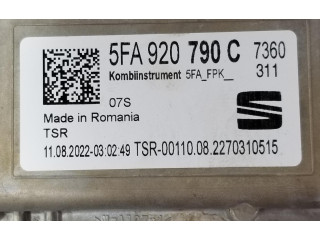 5FA 920 790 C 7360
Kombiinstrument 5FA_FPK__ 311
07S
Made in Romania
TSR
11.08.2022-03:02:49 TSR-00110.08.2270310515